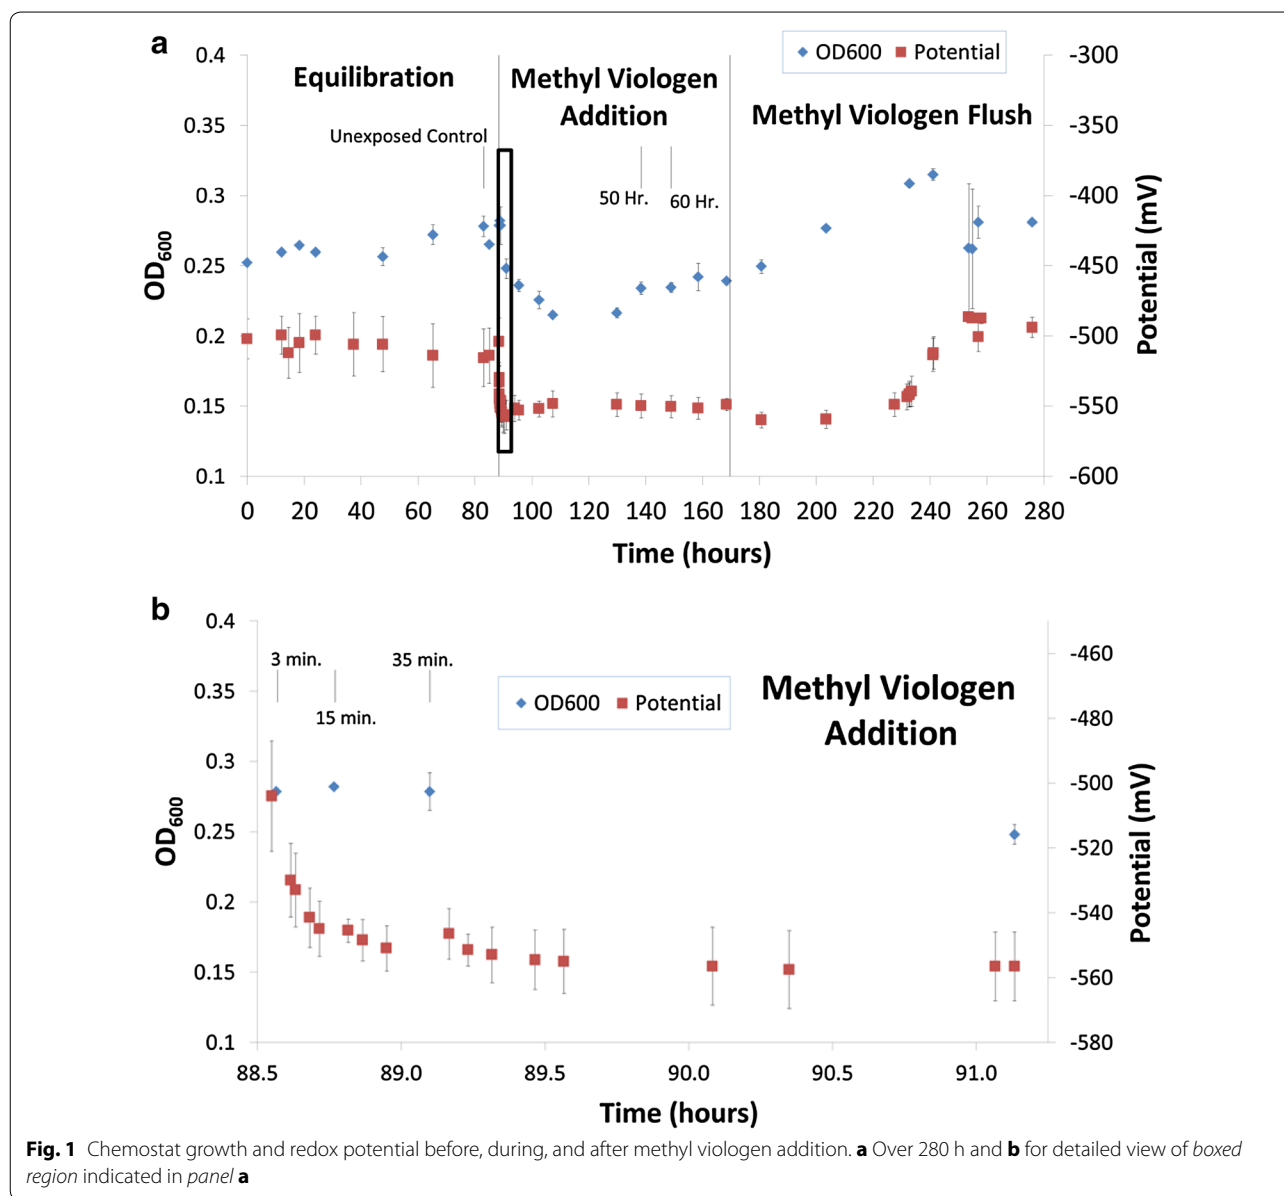 a
OD600 Potential
Equilibration
Methyl Viologen
Addition
Methyl Viologen Flush
Unexposed Control
50 Hr.
60 Hr.
0.4
0.35
0.3
0.25
0.2
0.15
0.1
OD600
-300
-350
-400
-450
-500
-550
-600
Potential (mV)
0 20 40 60 80 100 120 140 160 180 200 220 240 260 280
Time (hours)
b
3 min.
15 min.
35 min.
OD600 Potential
Methyl Viologen
Addition
0.4
0.35
0.3
0.25
0.2
0.15
0.1
OD600
-460
-480
-500
-520
-540
-560
-580
Potential (mV)
88.5 89.0 89.5 90.0 90.5 91.0
Time (hours)
Fig. 1 Chemostat growth and redox potential before, during, and after methyl viologen addition. a Over 280 h and b for detailed view of boxed
region indicated in panel a